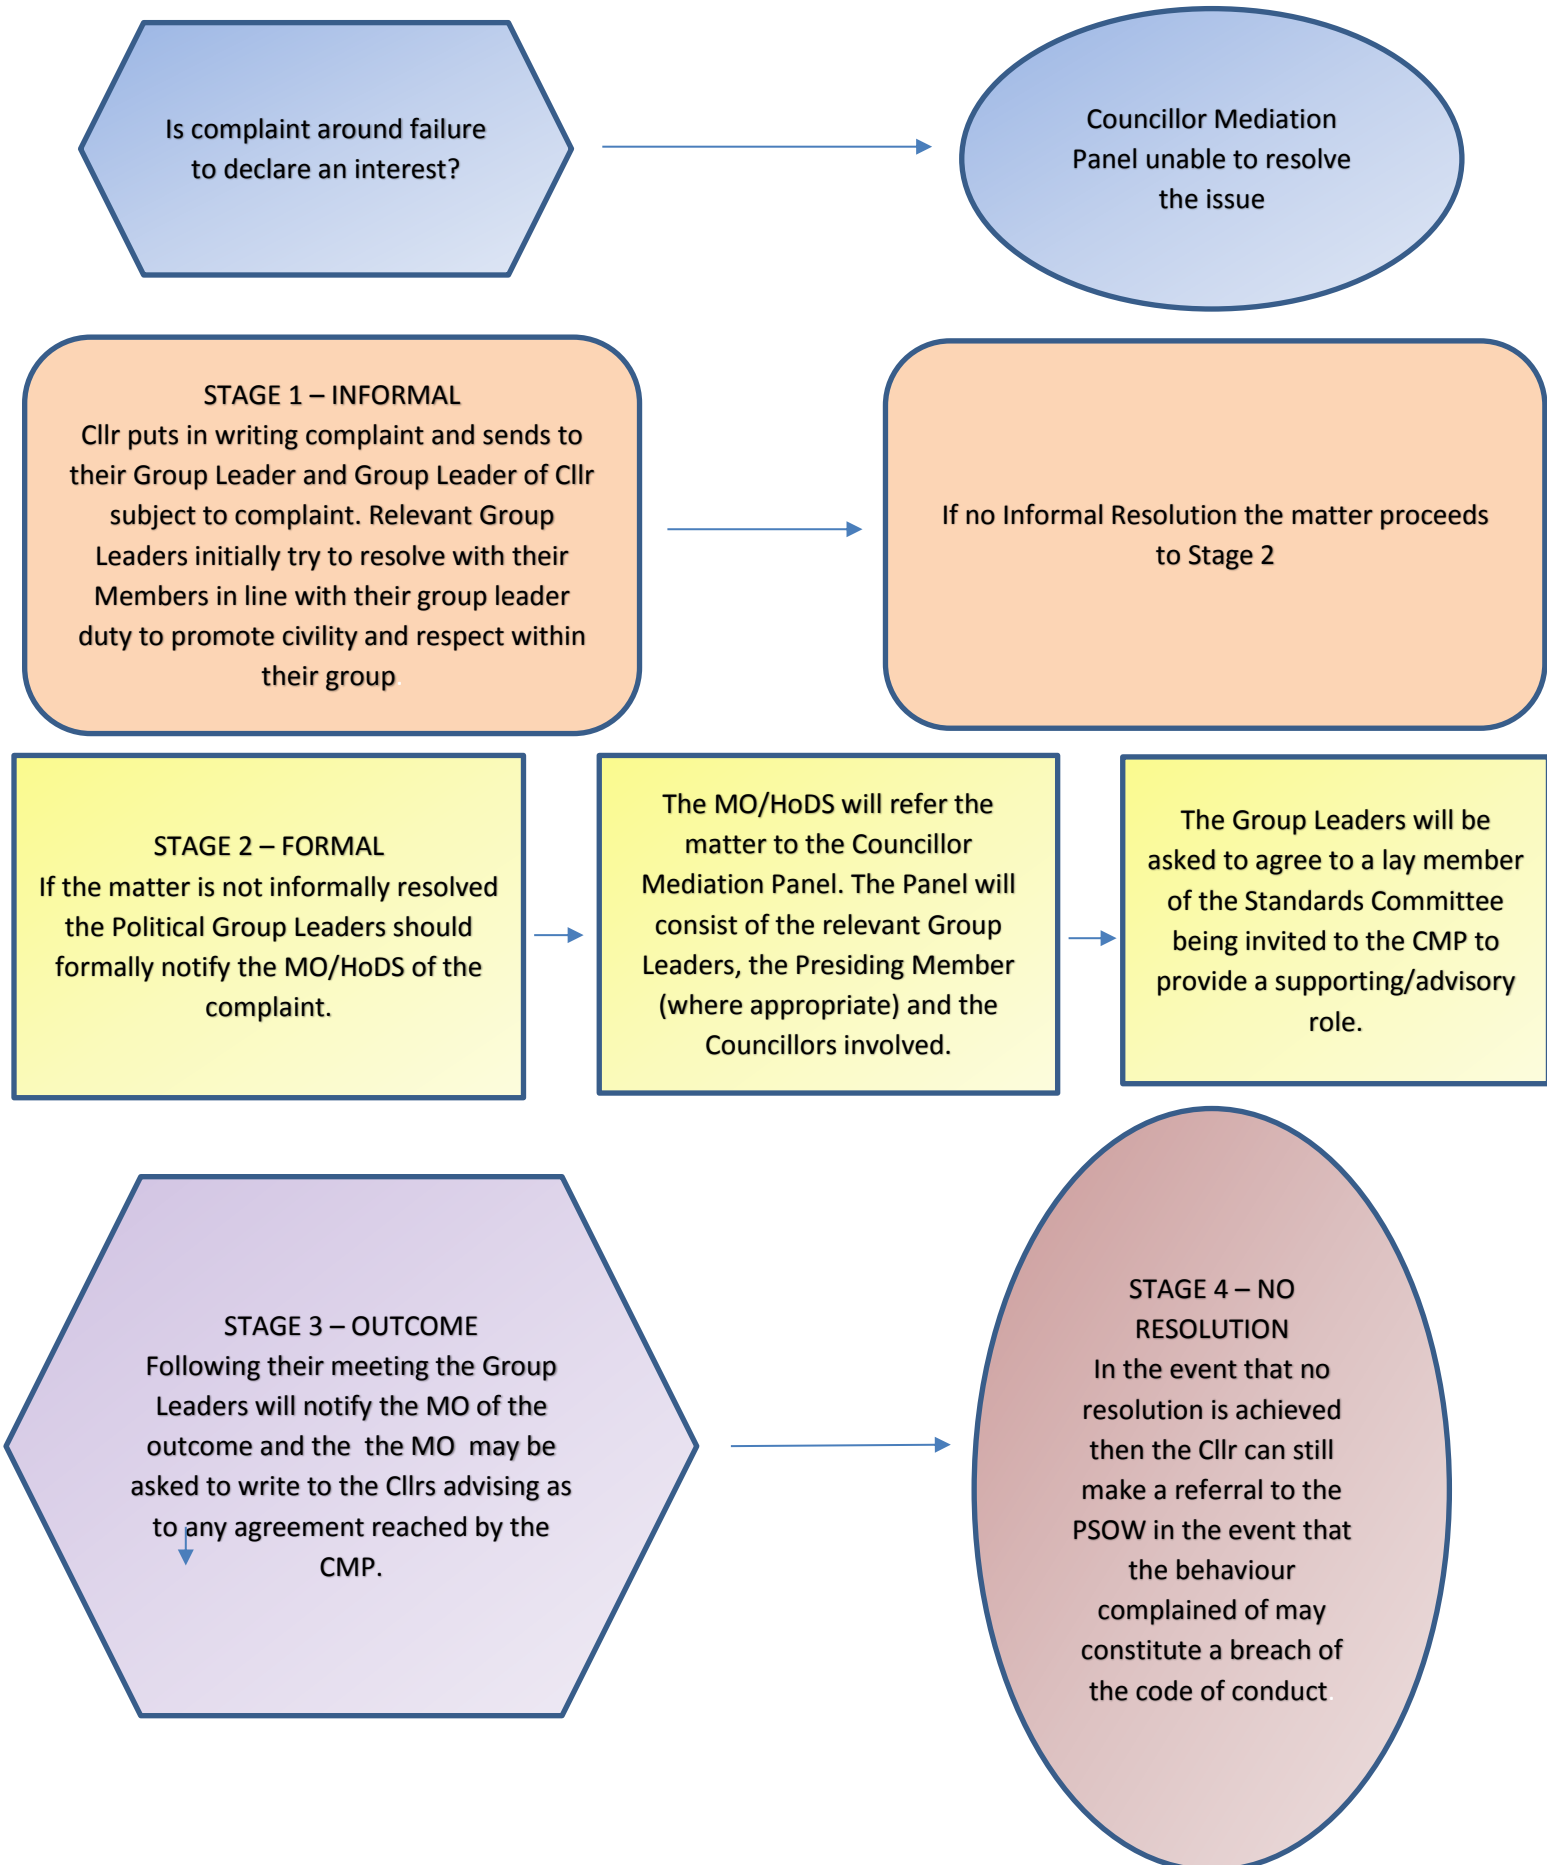 Is complaint around failure
to declare an interest?
Councillor Mediation
Panel unable to resolve
the issue
STAGE 1 – INFORMAL
Cllr puts in writing complaint and sends to
their Group Leader and Group Leader of Cllr
subject to complaint. Relevant Group
Leaders initially try to resolve with their
Members in line with their group leader
duty to promote civility and respect within
their group.
If no Informal Resolution the matter proceeds
to Stage 2
STAGE 2 – FORMAL
If the matter is not informally resolved
the Political Group Leaders should
formally notify the MO/HoDS of the
complaint.
The MO/HoDS will refer the
matter to the Councillor
Mediation Panel. The Panel will
consist of the relevant Group
Leaders, the Presiding Member
(where appropriate) and the
Councillors involved.
The Group Leaders will be
asked to agree to a lay member
of the Standards Committee
being invited to the CMP to
provide a supporting/advisory
role.
STAGE 3 – OUTCOME
Following their meeting the Group
Leaders will notify the MO of the
outcome and the  the MO  may be
asked to write to the Cllrs advising as
to any agreement reached by the
CMP.
STAGE 4 – NO
RESOLUTION
In the event that no
resolution is achieved
then the Cllr can still
make a referral to the
PSOW in the event that
the behaviour
complained of may
constitute a breach of
the code of conduct.